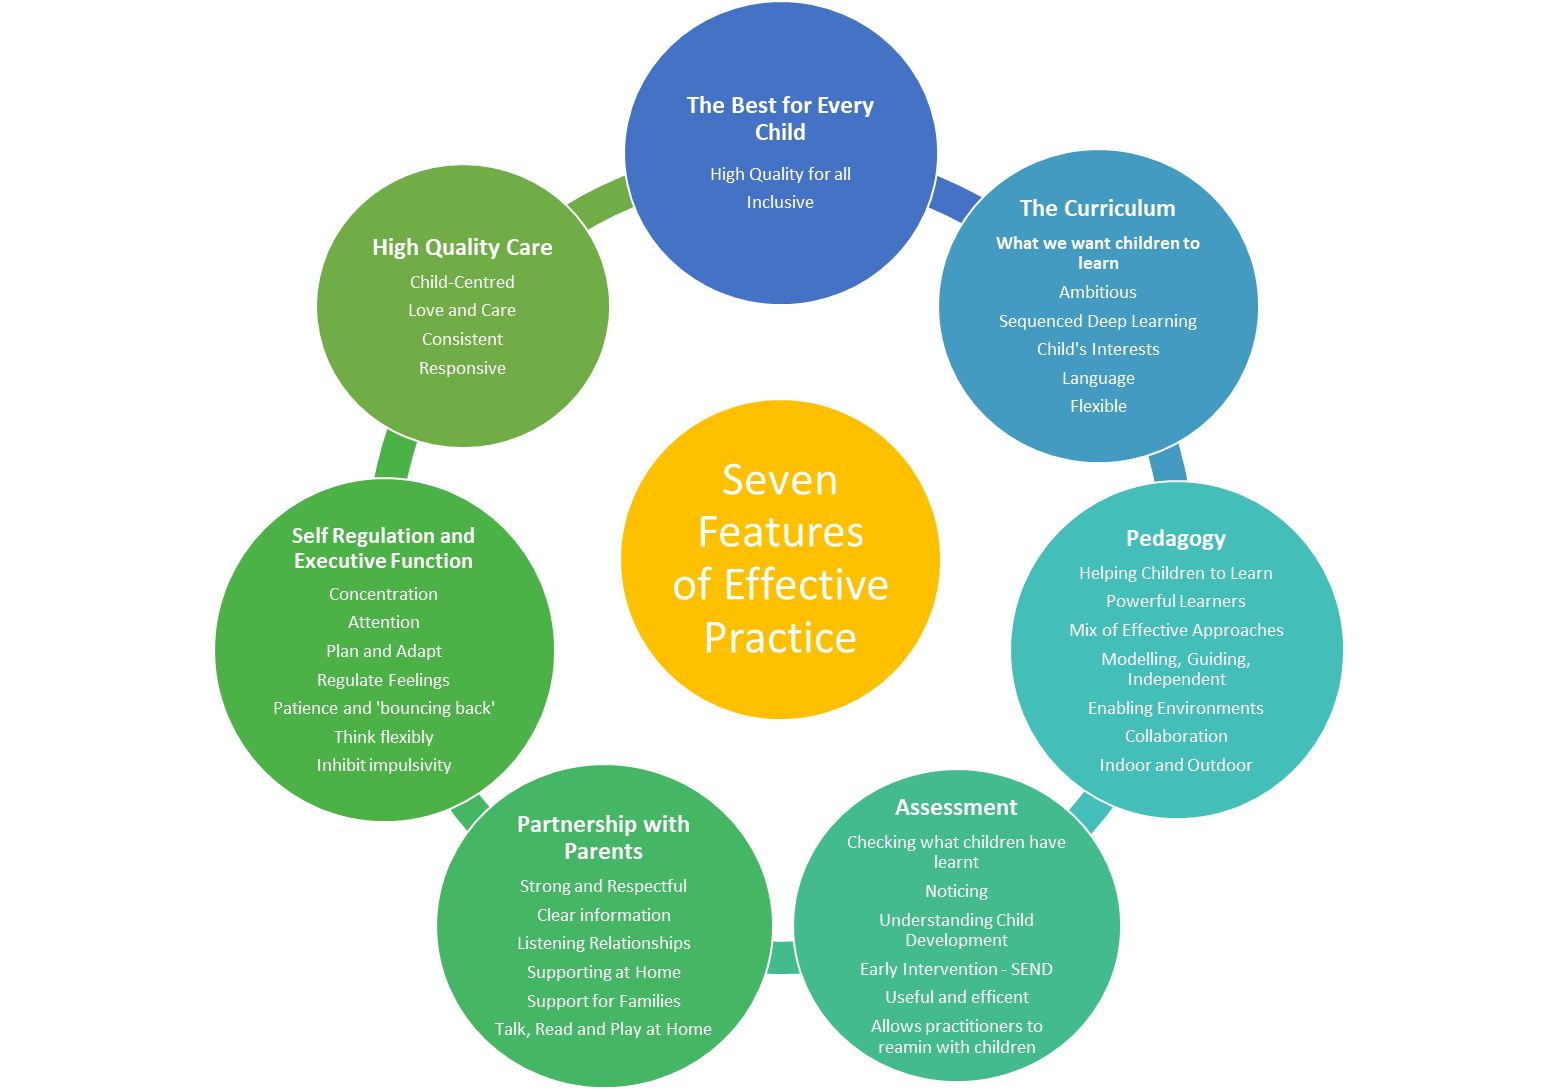 The Best for Every
Child
High Quality for all
Inclusive
The Curriculum
What we want children to
learn
Ambitious
Sequenced Deep Learning
Child's Interests
Language
Flexible
Pedagogy
Helping Children to Learn
Powerful Learners
Mix of Effective Approaches
Modelling, Guiding,
Independent
Enabling Environments
Collaboration
Indoor and Outdoor
Assessment
Checking what children have
learnt
Noticing
Understanding Child
Development
Early Intervention - SEND
Useful and efficent
Allows practitioners to
reamin with children
Partnership with
Parents
Strong and Respectful
Clear information
Listening Relationships
Supporting at Home
Support for Families
Talk, Read and Play at Home
Self Regulation and
Executive Function
Concentration
Attention
Plan and Adapt
Regulate Feelings
Patience and 'bouncing back'
Think flexibly
Inhibit impulsivity
High Quality Care
Child-Centred
Love and Care
Consistent
Responsive
Seven
Features
of Effective
Practice